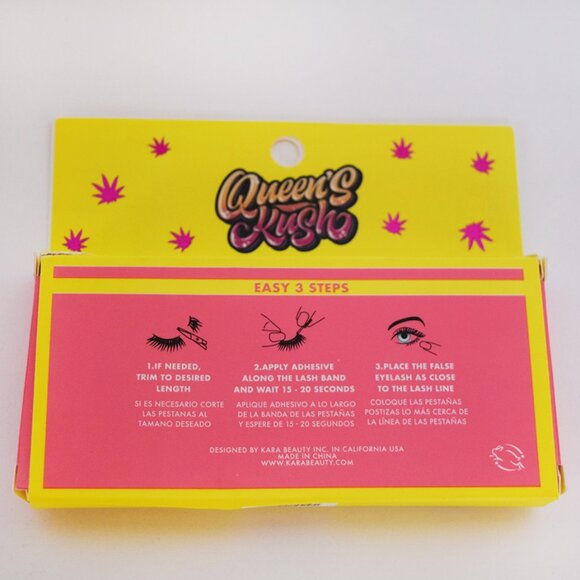 Queen's
Kush
EASY 3 STEPS
1.IF NEEDED,
TRIM TO DESIRED
LENGTH
SI ES NECESARIO CORTE
LAS PESTANAS AL
TAMANO DESEADO
2.APPLY ADHESIVE
ALONG THE LASH BAND
AND WAIT 15 - 20 SECONDS
APLIQUE ADHESIVO A LO LARGO
DE LA BANDA DE LAS PESTAÑAS
Y ESPERE DE 15 - 20 SEGUNDOS
3.PLACE THE FALSE
EYELASH AS CLOSE
TO THE LASH LINE
COLOQUE LAS PESTAÑAS
POSTIZAS LO MÁS CERCA DE
LA LÍNEA DE LAS PESTAÑAS
DESIGNED BY KARA BEAUTY INC. IN CALIFORNIA USA
MADE IN CHINA
WWW.KARABEAUTY.COM